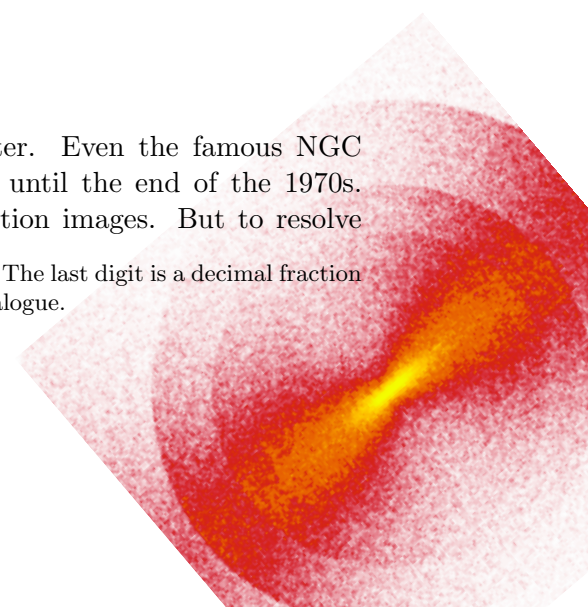 ter. Even the famous NGC
until the end of the 1970s.
tion images. But to resolve
The last digit is a decimal fraction
alogue.